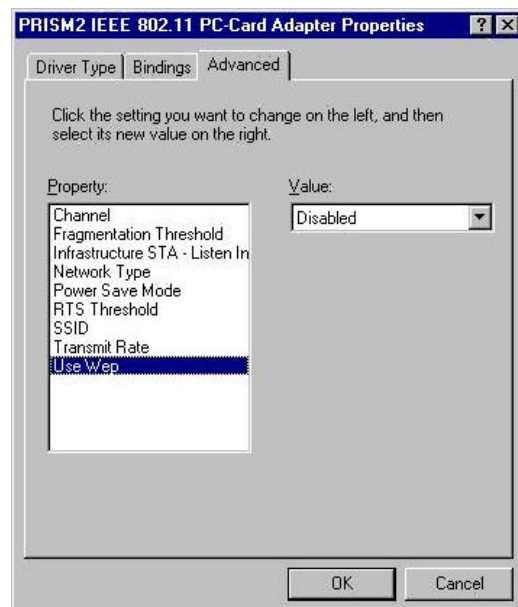 PRISM2 IEEE 802.11 PC-Card Adapter Properties
Driver Type
Bindings
Advanced
Click the setting you want to change on the left, and then
select its new value on the right.
Property:
Value:
Channel
Fragmentation Threshold
Infrastructure STA - Listen In
Network Type
Power Save Mode
RTS Threshold
SSID
Transmit Rate
Use Wep
Disabled
OK
Cancel